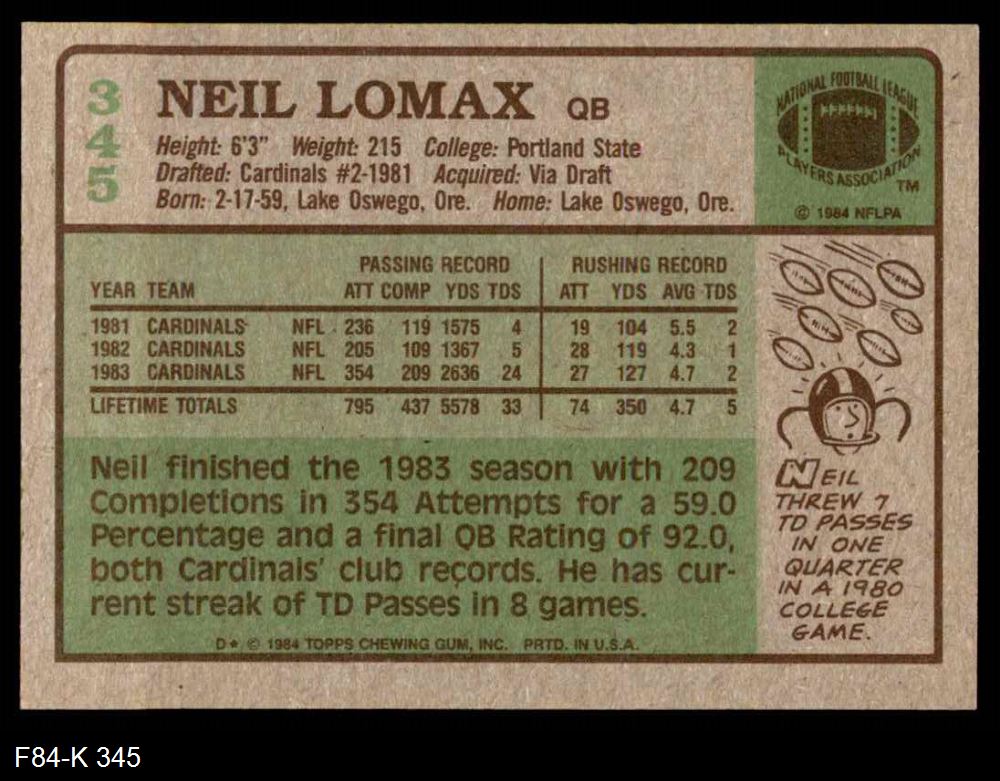 345
NEIL LOMAX QB
Height: 6'3" Weight: 215 College: Portland State
Drafted: Cardinals #2-1981 Acquired: Via Draft
Born: 2-17-59, Lake Oswego, Ore. Home: Lake Oswego, Ore.
NATIONAL FOOTBALL LEAGUE
PLAYERS ASSOCIATION
TM
© 1984 NFLPA
PASSING RECORD RUSHING RECORD
YEAR TEAM ATT COMP YDS TDS ATT YDS AVG TDS
1981 CARDINALS NFL 236 119 1575 4 19 104 5.5 2
1982 CARDINALS NFL 205 109 1367 5 28 119 4.3 1
1983 CARDINALS NFL 354 209 2636 24 27 127 4.7 2
LIFETIME TOTALS 795 437 5578 33 74 350 4.7 5
Neil finished the 1983 season with 209
Completions in 354 Attempts for a 59.0
Percentage and a final QB Rating of 92.0,
both Cardinals' club records. He has cur-
rent streak of TD Passes in 8 games.
D* © 1984 TOPPS CHEWING GUM, INC. PRTD. IN U.S.A.
NEIL
THREW 7
TD PASSES
IN ONE
QUARTER
IN A 1980
COLLEGE
GAME.
F84-K 345